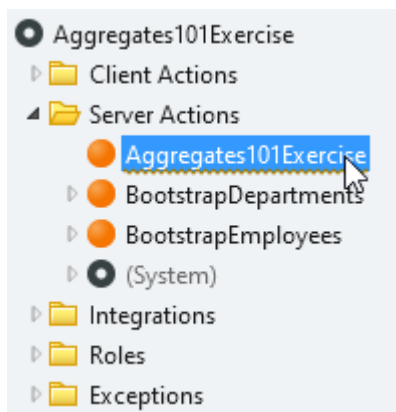 Aggregates101Exercise
Client Actions
Server Actions
Aggregates101Exercise
BootstrapDepartments
BootstrapEmployees
(System)
Integrations
Roles
Exceptions